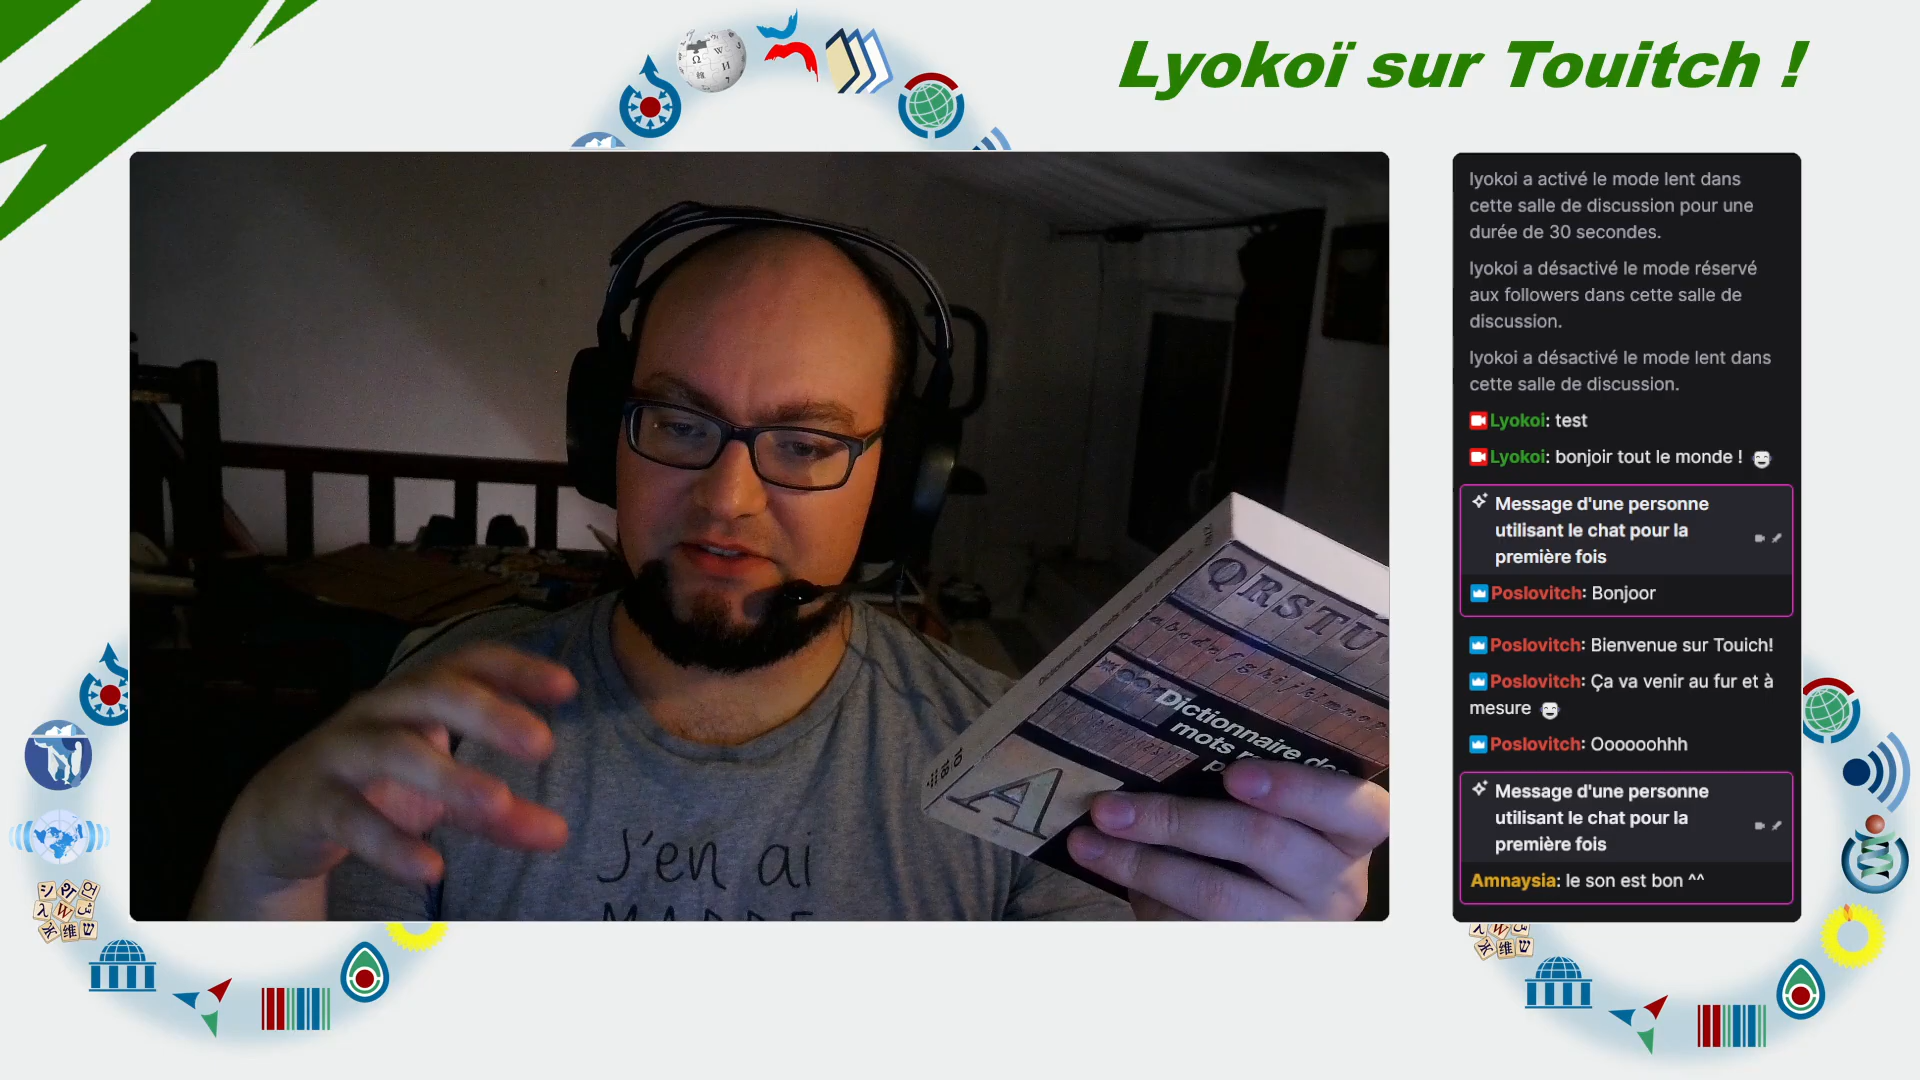 Lyokoï sur Touitch !
lyokoi a activé le mode lent dans
cette salle de discussion pour une
durée de 30 secondes.
lyokoi a désactivé le mode réservé
aux followers dans cette salle de
discussion.
lyokoi a désactivé le mode lent dans
cette salle de discussion.
Lyokoi: test
Lyokoi: bonjoir tout le monde !
Message d'une personne
utilisant le chat pour la
première fois
Poslovitch: Bonjoor
Poslovitch: Bienvenue sur Touich!
Poslovitch: Ça va venir au fur et à
mesure
Poslovitch: Oooooohhh
Message d'une personne
utilisant le chat pour la
première fois
Amnaysia: le son est bon ^^
QRSTU
Dictionnaire des
mots
A
10
18
J'en ai